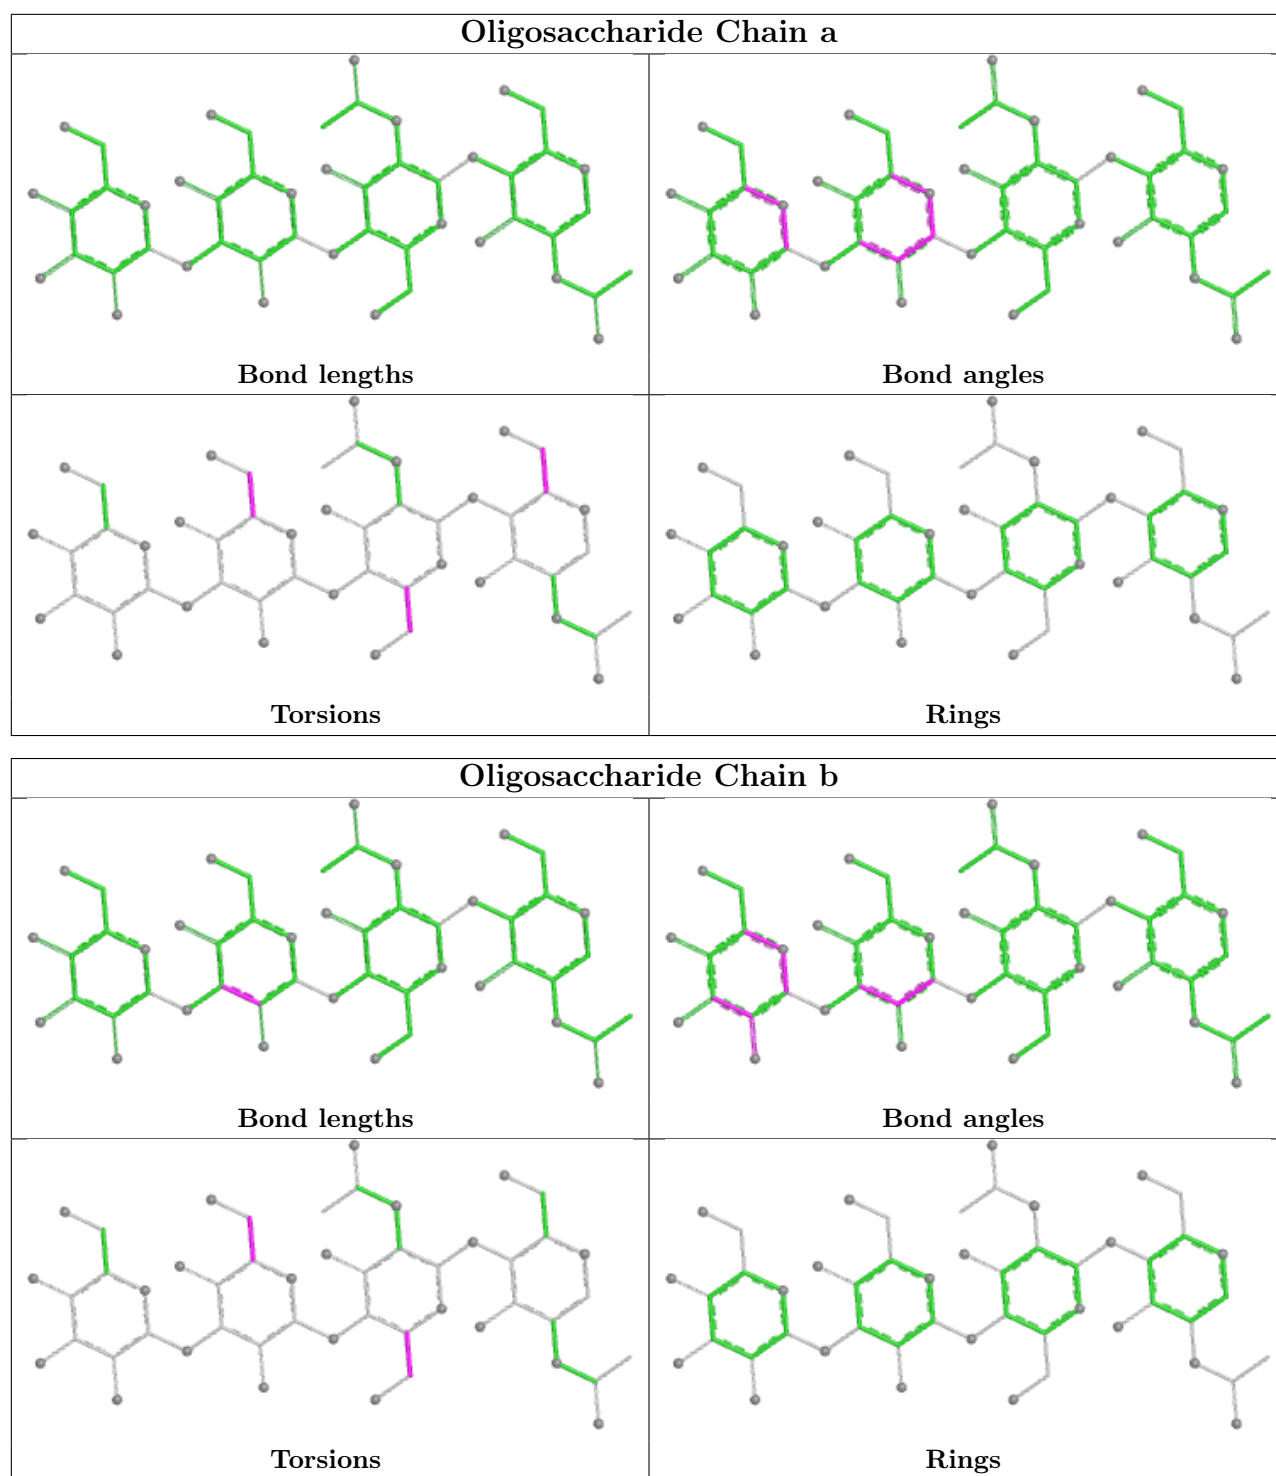 Oligosaccharide Chain a
Bond lengths
Bond angles
Torsions
Rings
Oligosaccharide Chain b
Bond lengths
Bond angles
Torsions
Rings